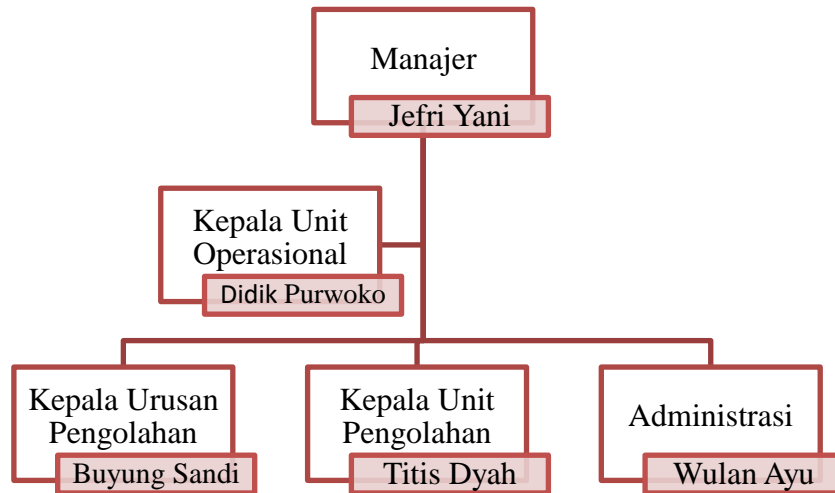 Manajer
Jefri Yani
Kepala Unit
Operasional
Didik Purwoko
Kepala Urusan
Pengolahan
Buyung Sandi
Kepala Unit
Pengolahan
Titis Dyah
Administrasi
Wulan Ayu